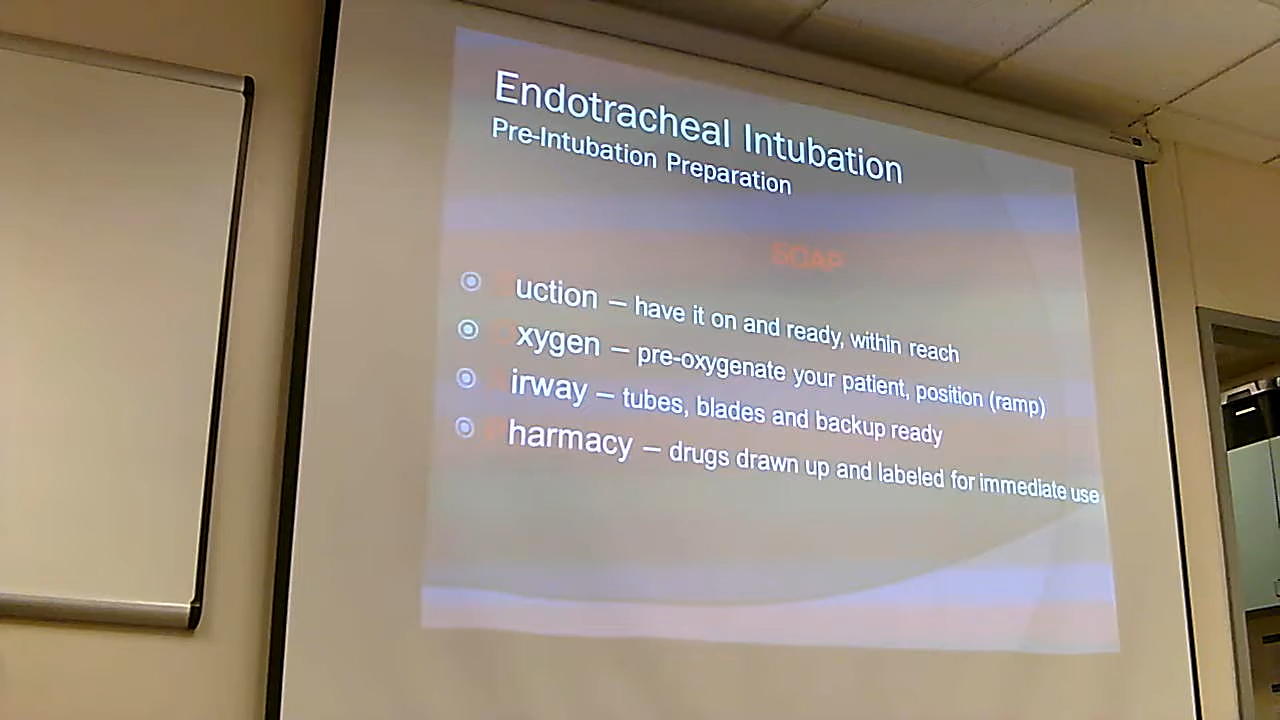 Endotracheal Intubation
Pre-Intubation Preparation
SOAP
Suction – have it on and ready, within reach
Oxygen – pre-oxygenate your patient, position (ramp)
Airway – tubes, blades and backup ready
Pharmacy – drugs drawn up and labeled for immediate use